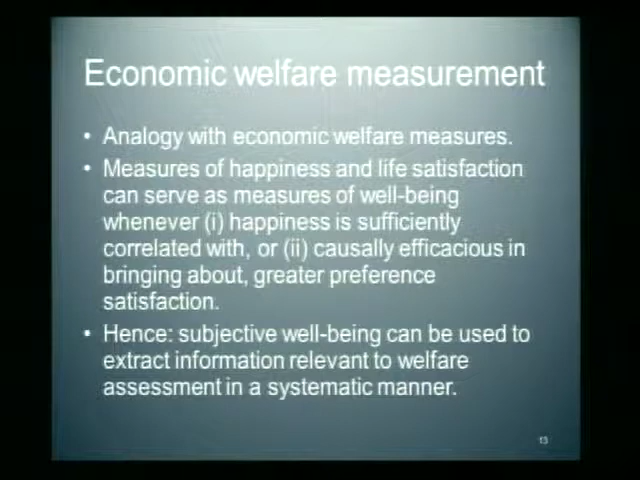 Economic welfare measurement
• Analogy with economic welfare measures.
• Measures of happiness and life satisfaction
can serve as measures of well-being
whenever (i) happiness is sufficiently
correlated with, or (ii) causally efficacious in
bringing about, greater preference
satisfaction.
• Hence: subjective well-being can be used to
extract information relevant to welfare
assessment in a systematic manner.
13